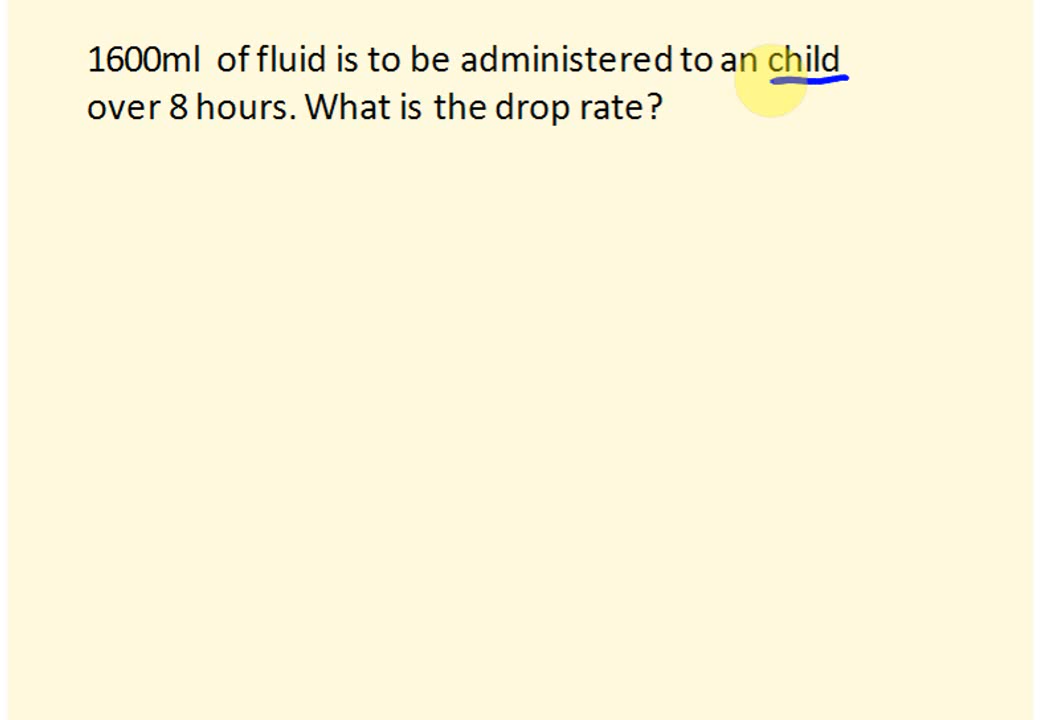 1600ml of fluid is to be administered to an child
over 8 hours. What is the drop rate?